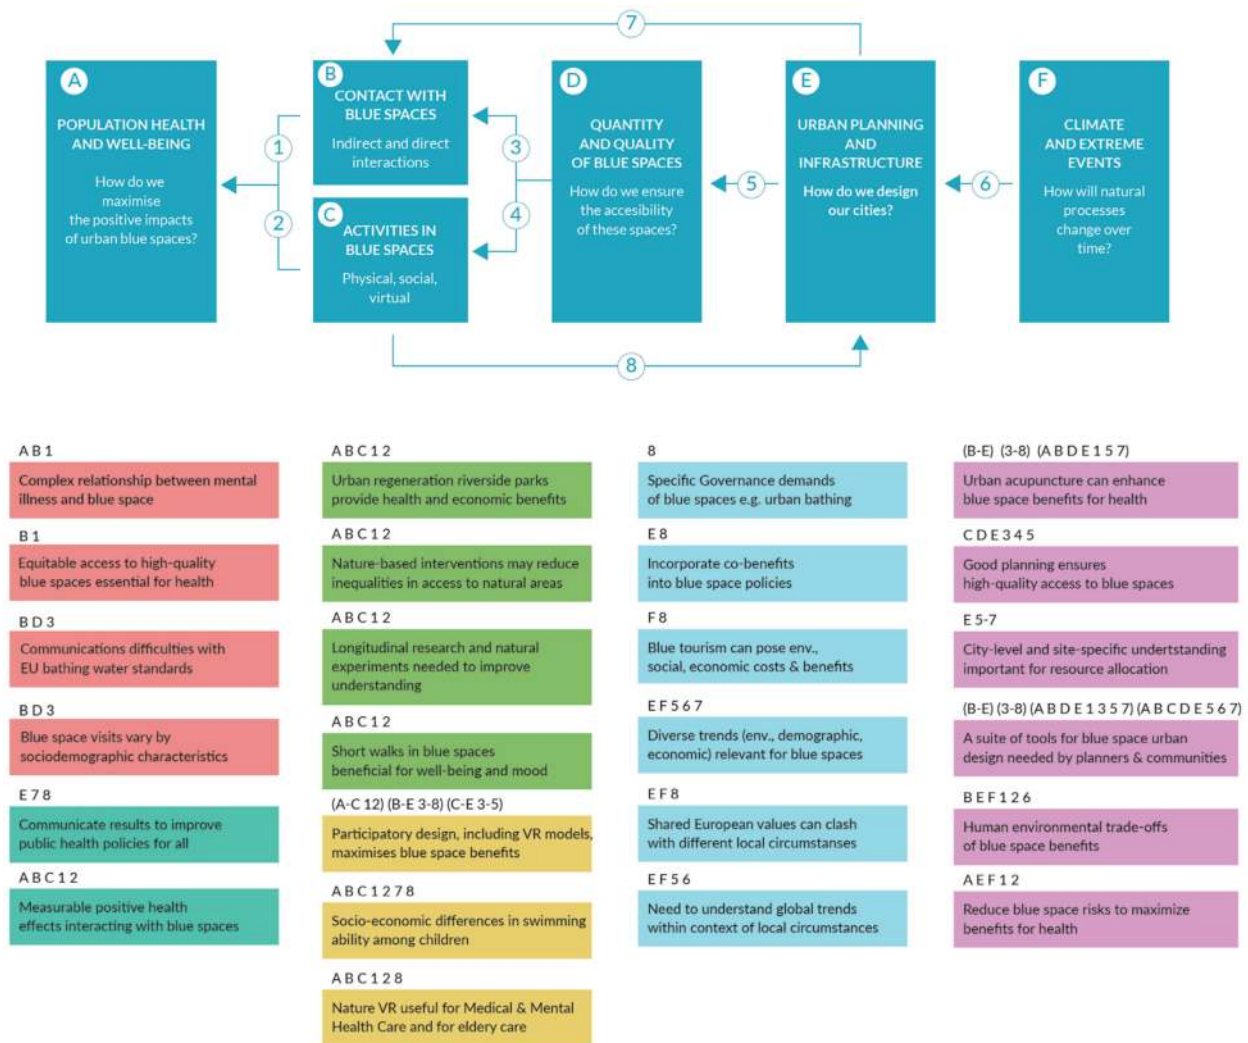 7
A
POPULATION HEALTH
AND WELL-BEING
How do we
maximise
the positive impacts
of urban blue spaces?
1
2
B
CONTACT WITH
BLUE SPACES
Indirect and direct
interactions
C
ACTIVITIES IN
BLUE SPACES
Physical, social,
virtual
3
4
D
QUANTITY
AND QUALITY
OF BLUE SPACES
How do we ensure
the accesibility
of these spaces?
5
E
URBAN PLANNING
AND
INFRASTRUCTURE
How do we design
our cities?
6
F
CLIMATE
AND EXTREME
EVENTS
How will natural
processes
change over
time?
8
A B 1
Complex relationship between mental
illness and blue space
B 1
Equitable access to high-quality
blue spaces essential for health
B D 3
Communications difficulties with
EU bathing water standards
B D 3
Blue space visits vary by
sociodemographic characteristics
E 7 8
Communicate results to improve
public health policies for all
A B C 1 2
Measurable positive health
effects interacting with blue spaces
A B C 1 2
Urban regeneration riverside parks
provide health and economic benefits
A B C 1 2
Nature-based interventions may reduce
inequalities in access to natural areas
A B C 1 2
Longitudinal research and natural
experiments needed to improve
understanding
A B C 1 2
Short walks in blue spaces
beneficial for well-being and mood
(A-C 12) (B-E 3-8) (C-E 3-5)
Participatory design, including VR models,
maximises blue space benefits
A B C 1 2 7 8
Socio-economic differences in swimming
ability among children
A B C 1 2 8
Nature VR useful for Medical & Mental
Health Care and for eldery care
8
Specific Governance demands
of blue spaces e.g. urban bathing
E 8
Incorporate co-benefits
into blue space policies
F 8
Blue tourism can pose env.,
social, economic costs & benefits
E F 5 6 7
Diverse trends (env., demographic,
economic) relevant for blue spaces
E F 8
Shared European values can clash
with different local circumstanses
E F 5 6
Need to understand global trends
within context of local circumstances
(B-E) (3-8) (A B D E 1 5 7)
Urban acupuncture can enhance
blue space benefits for health
C D E 3 4 5
Good planning ensures
high-quality access to blue spaces
E 5-7
City-level and site-specific undertstanding
important for resource allocation
(B-E) (3-8) (A B D E 1 3 5 7) (A B C D E 5 6 7)
A suite of tools for blue space urban
design needed by planners & communities
B E F 1 2 6
Human environmental trade-offs
of blue space benefits
A E F 1 2
Reduce blue space risks to maximize
benefits for health